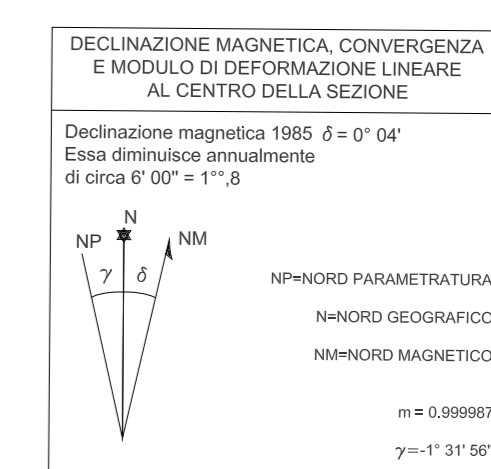 DECLINAZIONE MAGNETICA, CONVERGENZA
E MODULO DI DEFORMAZIONE LINEARE
AL CENTRO DELLA SEZIONE
Declinazione magnetica 1985 δ = 0° 04'
Essa diminuisce annualmente
di circa 6' 00" = 1°°,8
N
NP
NM
γ δ
NP=NORD PARAMETRATURA
N=NORD GEOGRAFICO
NM=NORD MAGNETICO
m = 0.999987
γ=-1° 31' 56"